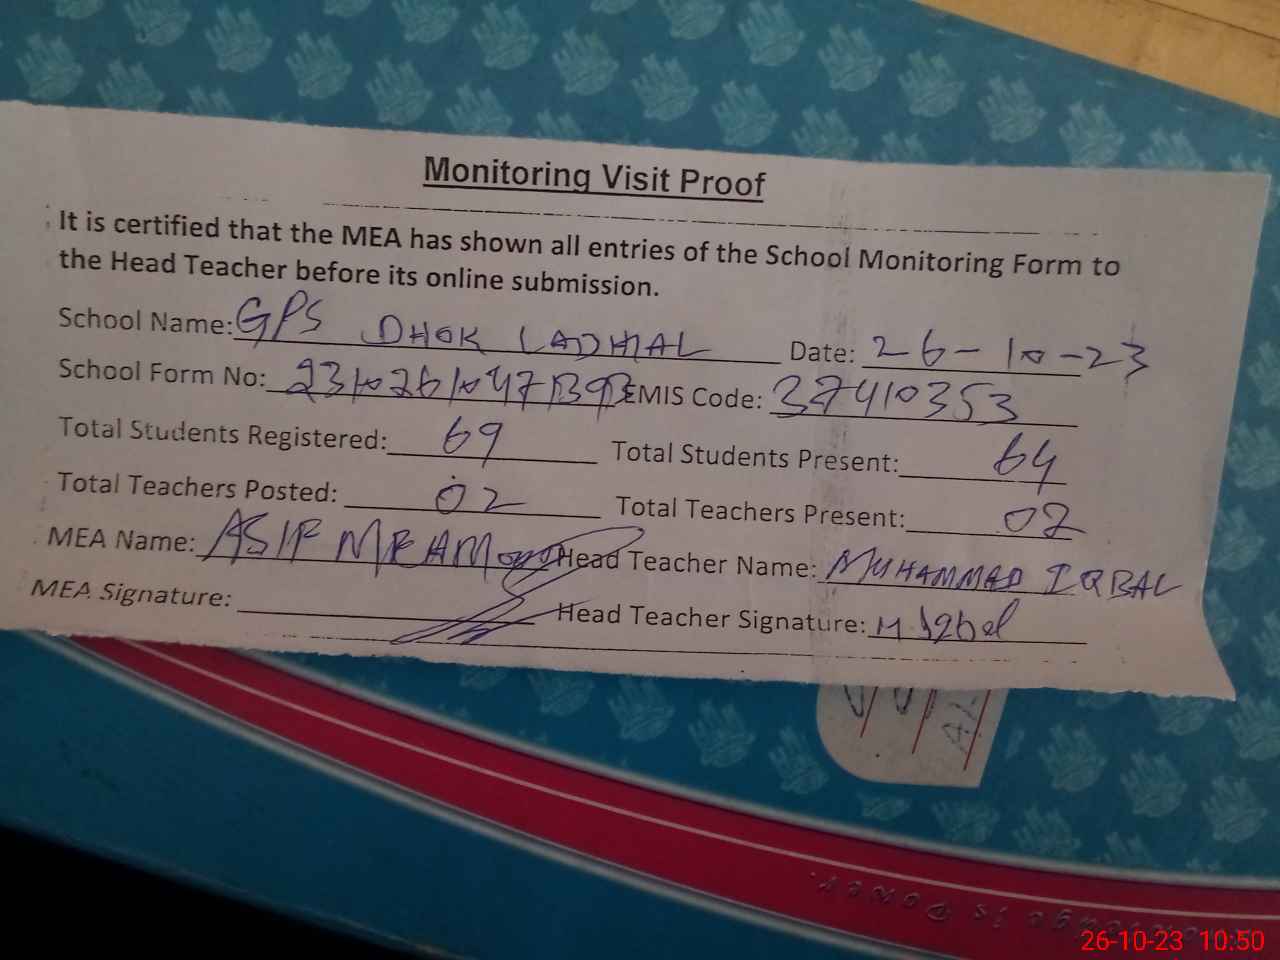 Monitoring Visit Proof
It is certified that the MEA has shown all entries of the School Monitoring Form to
the Head Teacher before its online submission.
School Name: GPS DHOK LADHAL Date: 26-10-23
School Form No: EMIS Code: 37410353
Total Students Registered: 69 Total Students Present: 64
Total Teachers Posted: 02 Total Teachers Present: 02
MEA Name: ASIF Head Teacher Name: MUHAMMAD IQBAL
MEA Signature: Head Teacher Signature: M Iqbal
is Power.
26-10-23 10:50